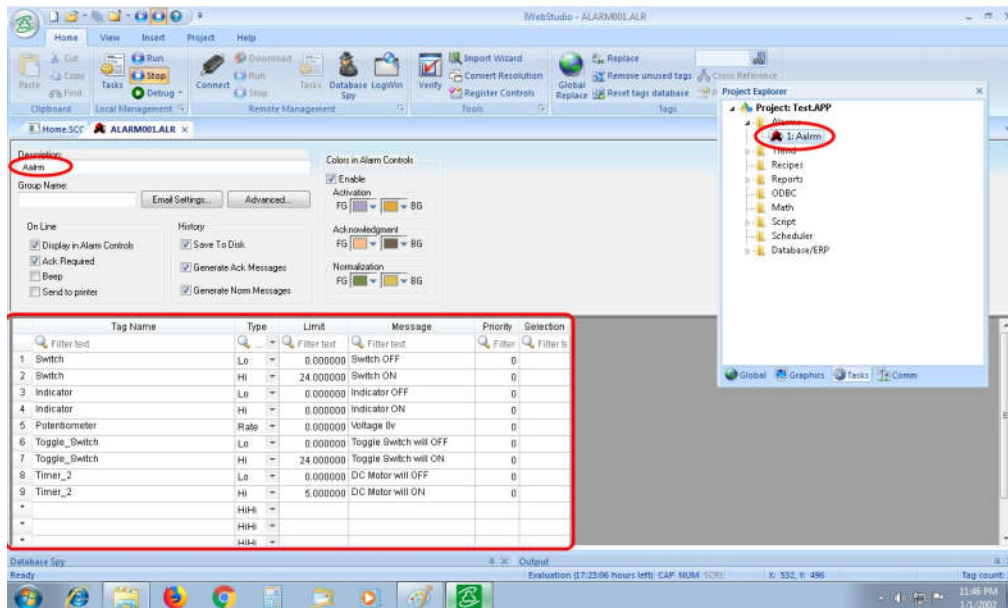 IWebStudio - ALARM001.ALR
Home View Insert Project Help
Paste
Cut
Copy
Find
Clipboard
Tasks
Run
Stop
Debug
Local Management
Connect
Download
Run
Stop
Tasks
Database Spy
LogWin
Remote Management
Verify
Import Wizard
Convert Resolution
Register Controls
Tools
Global Replace
Replace
Remove unused tags
Reset tags database
Cross Reference
Tags
Home.SCC ALARM001.ALR
Description:
Aalrm
Group Name:
Email Settings... Advanced...
On Line
Display in Alarm Controls
Ack Required
Beep
Send to printer
History
Save To Disk
Generate Ack Messages
Generate Norm Messages
Colors in Alarm Controls
Enable
Activation
FG BG
Acknowledgment
FG BG
Normalization
FG BG
Project Explorer
Project: Test.APP
Alarms
1: Aalrm
Trend
Recipes
Reports
ODBC
Math
Script
Scheduler
Database/ERP
Global Graphics Tasks Comm
Tag Name Type Limit Message Priority Selection
Filter text Filter text Filter text Filter
1 Switch Lo 0.000000 Switch OFF 0
2 Switch Hi 24.000000 Switch ON 0
3 Indicator Lo 0.000000 Indicator OFF 0
4 Indicator Hi 0.000000 Indicator ON 0
5 Potentiometer Rate 0.000000 Voltage 0v 0
6 Toggle_Switch Lo 0.000000 Toggle Switch will OFF 0
7 Toggle_Switch Hi 24.000000 Toggle Switch will ON 0
8 Timer_2 Lo 0.000000 DC Motor will OFF 0
9 Timer_2 Hi 5.000000 DC Motor will ON 0
* HiHi
* HiHi
* HiHi
Database Spy Output
Ready Evaluation (17:23:06 hours left) CAP NUM SCRL X: 532, Y: 496 Tag count:
11:46 PM
1/1/2002